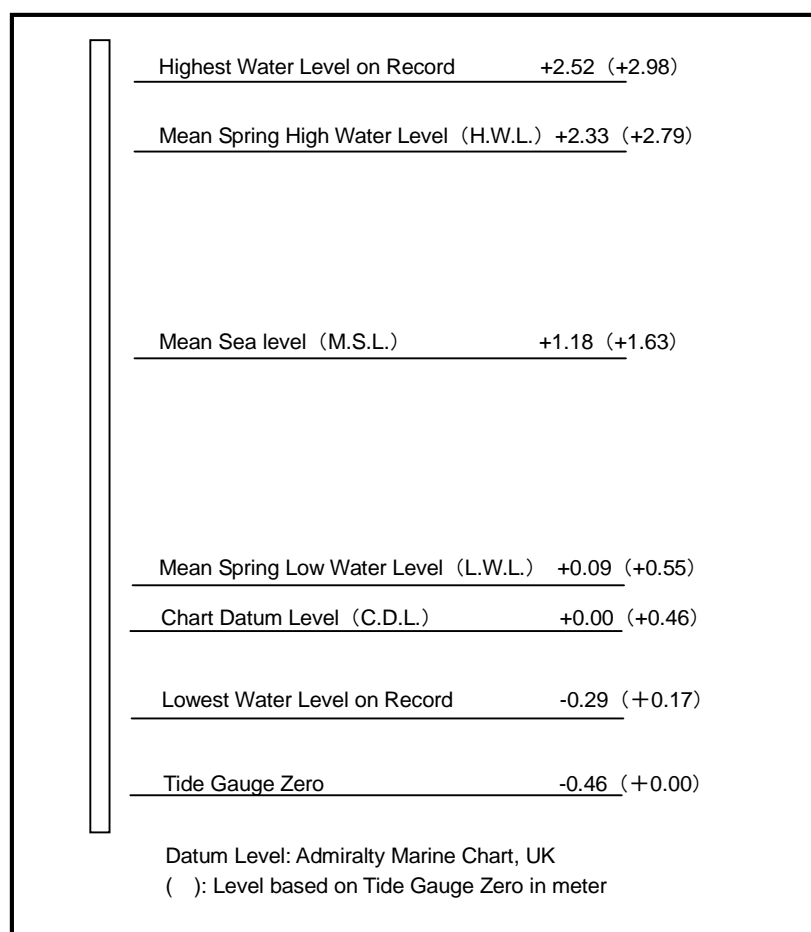 Highest Water Level on Record +2.52（+2.98）
Mean Spring High Water Level（H.W.L.）+2.33（+2.79）
Mean Sea level（M.S.L.） +1.18（+1.63）
Mean Spring Low Water Level（L.W.L.） +0.09（+0.55）
Chart Datum Level（C.D.L.） +0.00（+0.46）
Lowest Water Level on Record -0.29（＋0.17）
Tide Gauge Zero -0.46（＋0.00）
Datum Level: Admiralty Marine Chart, UK
( ): Level based on Tide Gauge Zero in meter